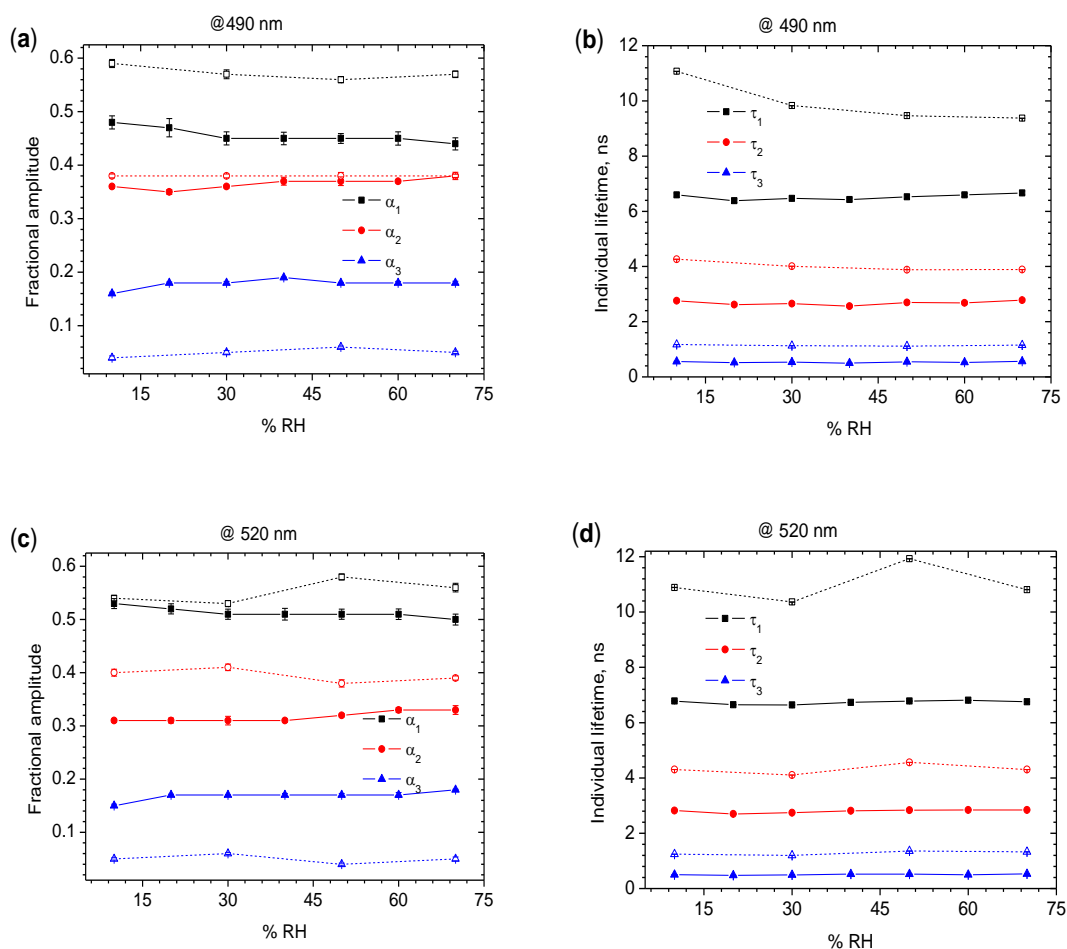 (a)
@490 nm
Fractional amplitude
0.6
0.5
0.4
0.3
0.2
0.1
α1
α2
α3
15 30 45 60 75
% RH
(b)
@ 490 nm
Individual lifetime, ns
12
10
8
6
4
2
0
τ1
τ2
τ3
15 30 45 60 75
% RH
(c)
@ 520 nm
Fractional amplitude
0.6
0.5
0.4
0.3
0.2
0.1
α1
α2
α3
15 30 45 60 75
% RH
(d)
@ 520 nm
Individual lifetime, ns
12
10
8
6
4
2
0
τ1
τ2
τ3
15 30 45 60 75
% RH